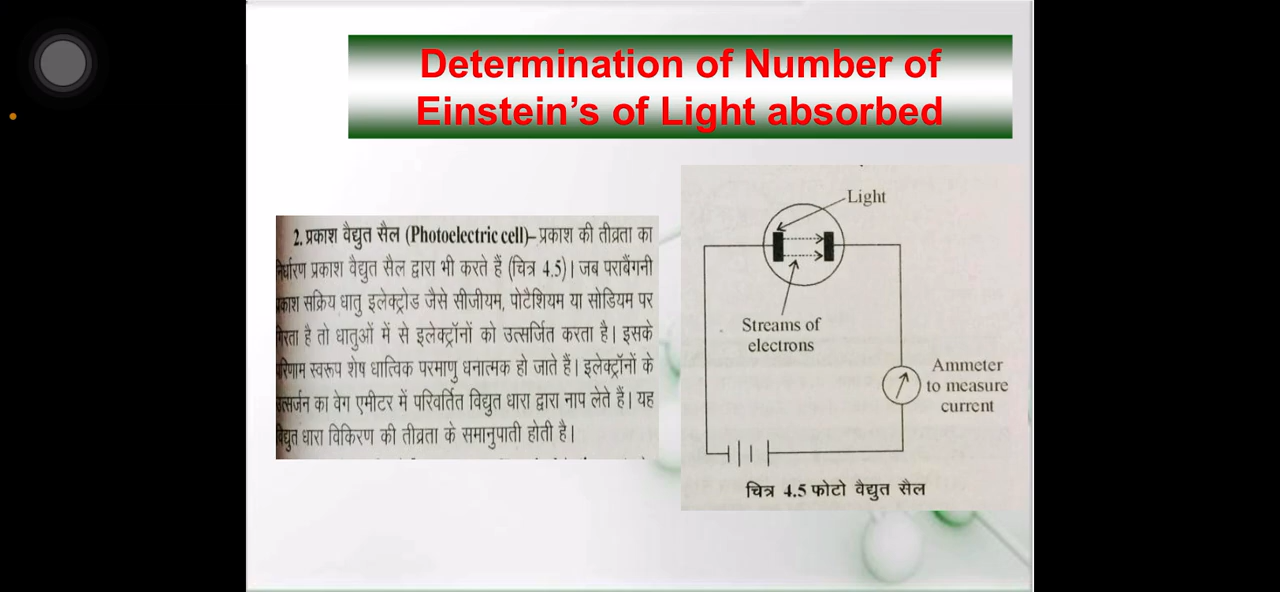 Determination of Number of
Einstein's of Light absorbed
2. प्रकाश वैद्युत सैल (Photoelectric cell)– प्रकाश की तीव्रता का
निर्धारण प्रकाश वैद्युत सैल द्वारा भी करते हैं (चित्र 4.5)। जब पराबैंगनी
प्रकाश सक्रिय धातु इलेक्ट्रोड जैसे सीजीयम, पोटैशियम या सोडियम पर
गिरता है तो धातुओं में से इलेक्ट्रॉनों को उत्सर्जित करता है। इसके
परिणाम स्वरूप शेष धात्विक परमाणु धनात्मक हो जाते हैं। इलेक्ट्रॉनों के
उत्सर्जन का वेग एमीटर में परिवर्तित विद्युत धारा द्वारा नाप लेते हैं। यह
विद्युत धारा विकिरण की तीव्रता के समानुपाती होती है।
Light
Streams of
electrons
Ammeter
to measure
current
चित्र 4.5 फोटो वैद्युत सैल